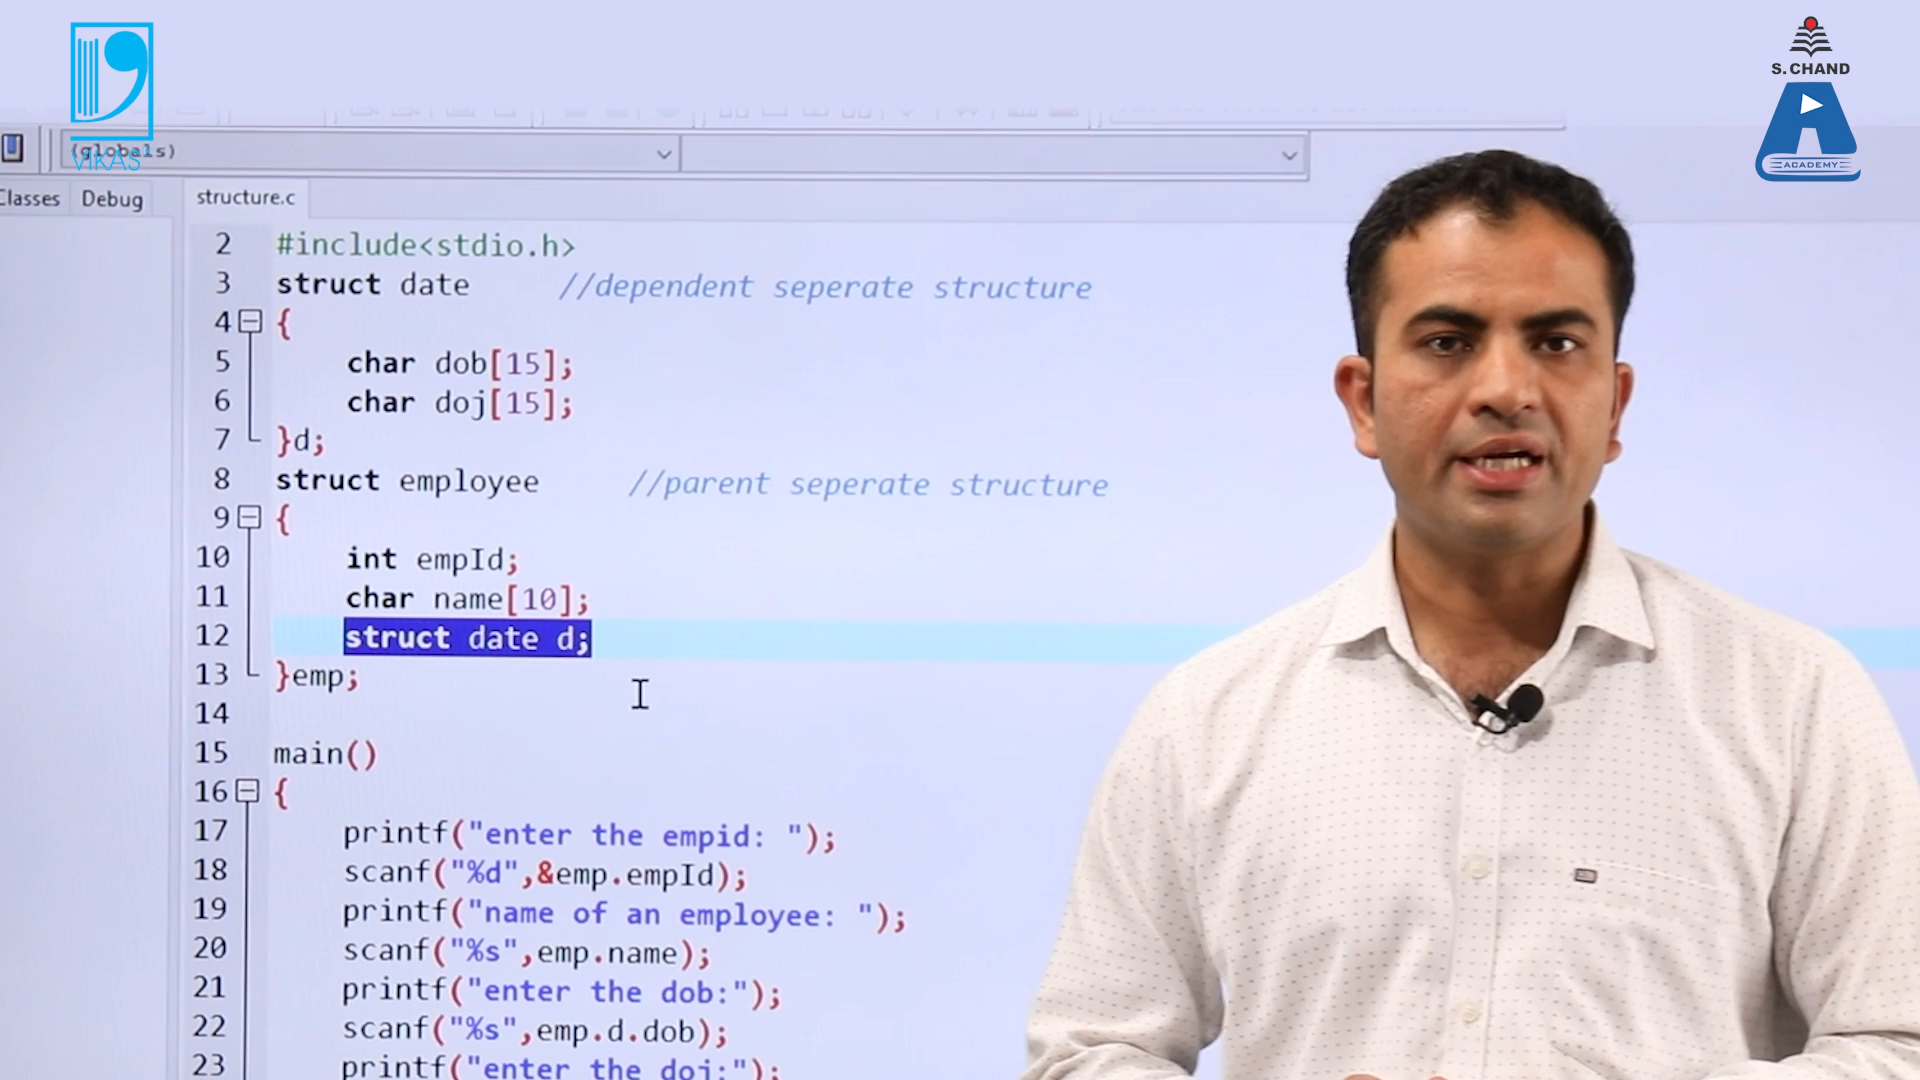 S. CHAND
ACADEMY
VIKAS
(globals)
Classes Debug structure.c
2 #include<stdio.h>
3 struct date //dependent seperate structure
4 {
5 char dob[15];
6 char doj[15];
7 }d;
8 struct employee //parent seperate structure
9 {
10 int empId;
11 char name[10];
12 struct date d;
13 }emp;
14
15 main()
16 {
17 printf("enter the empid: ");
18 scanf("%d",&emp.empId);
19 printf("name of an employee: ");
20 scanf("%s",emp.name);
21 printf("enter the dob:");
22 scanf("%s",emp.d.dob);
23 printf("enter the doj:");